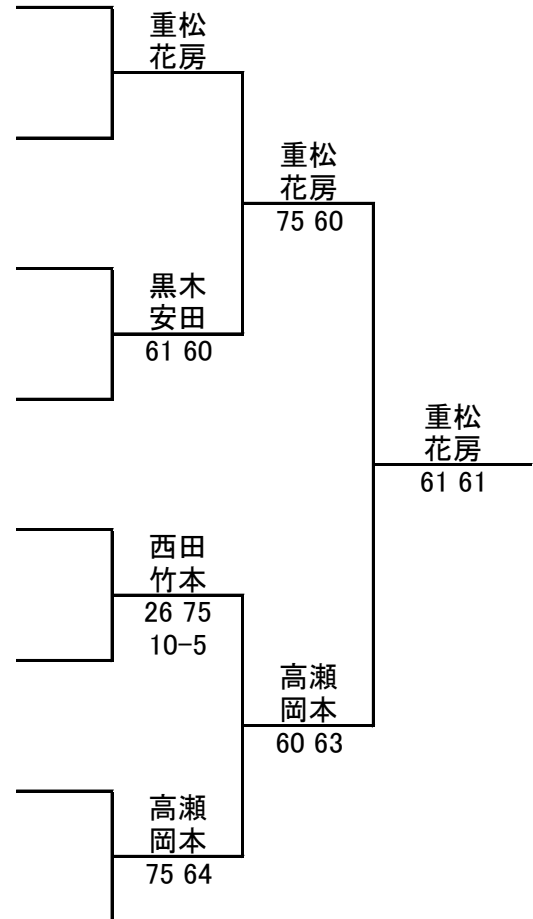 重松
花房
重松
花房
75 60
黒木
安田
61 60
重松
花房
61 61
西田
竹本
26 75
10-5
高瀬
岡本
60 63
高瀬
岡本
75 64